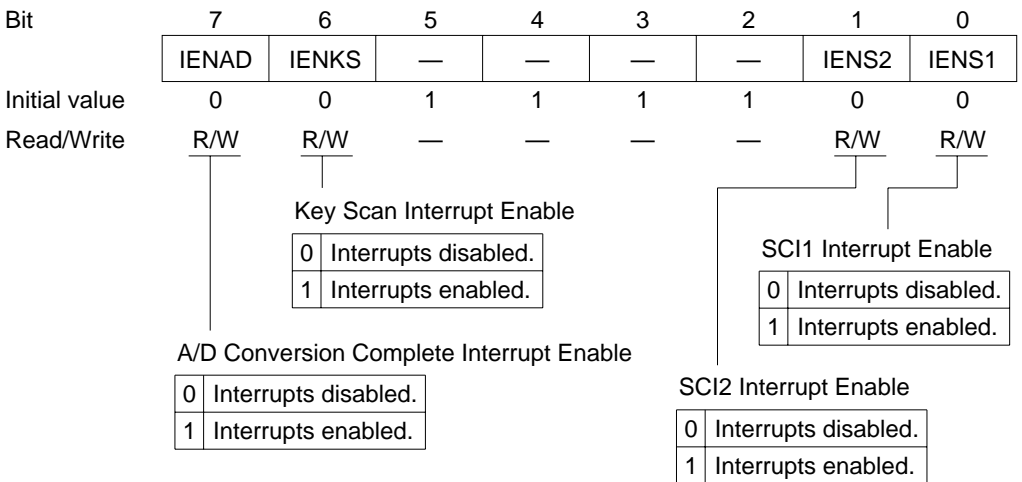 Bit 7 6 5 4 3 2 1 0
IENAD IENKS — — — — IENS2 IENS1
Initial value 0 0 1 1 1 1 0 0
Read/Write R/W R/W — — — — R/W R/W
Key Scan Interrupt Enable
0 Interrupts disabled.
1 Interrupts enabled.
SCI1 Interrupt Enable
0 Interrupts disabled.
1 Interrupts enabled.
A/D Conversion Complete Interrupt Enable
0 Interrupts disabled.
1 Interrupts enabled.
SCI2 Interrupt Enable
0 Interrupts disabled.
1 Interrupts enabled.